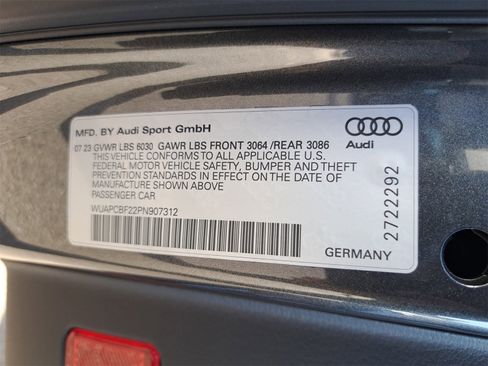 MFD. BY Audi Sport GmbH
07 23 GVWR LBS 6030 GAWR LBS FRONT 3064 /REAR 3086
THIS VEHICLE CONFORMS TO ALL APPLICABLE U.S.
FEDERAL MOTOR VEHICLE SAFETY, BUMPER AND THEFT
PREVENTION STANDARDS IN EFFECT ON THE DATE OF
MANUFACTURE SHOWN ABOVE
PASSENGER CAR
WUAPCBF22PN907312
Audi
2722292
GERMANY